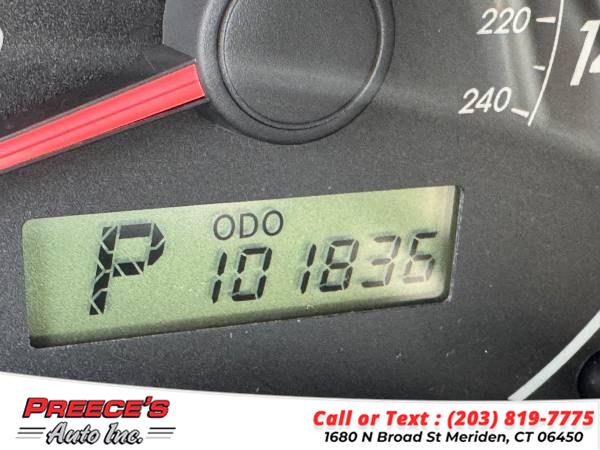 220
240
P
ODO
101836
PREECE'S
Auto Inc.
Call or Text : (203) 819-7775
1680 N Broad St Meriden, CT 06450